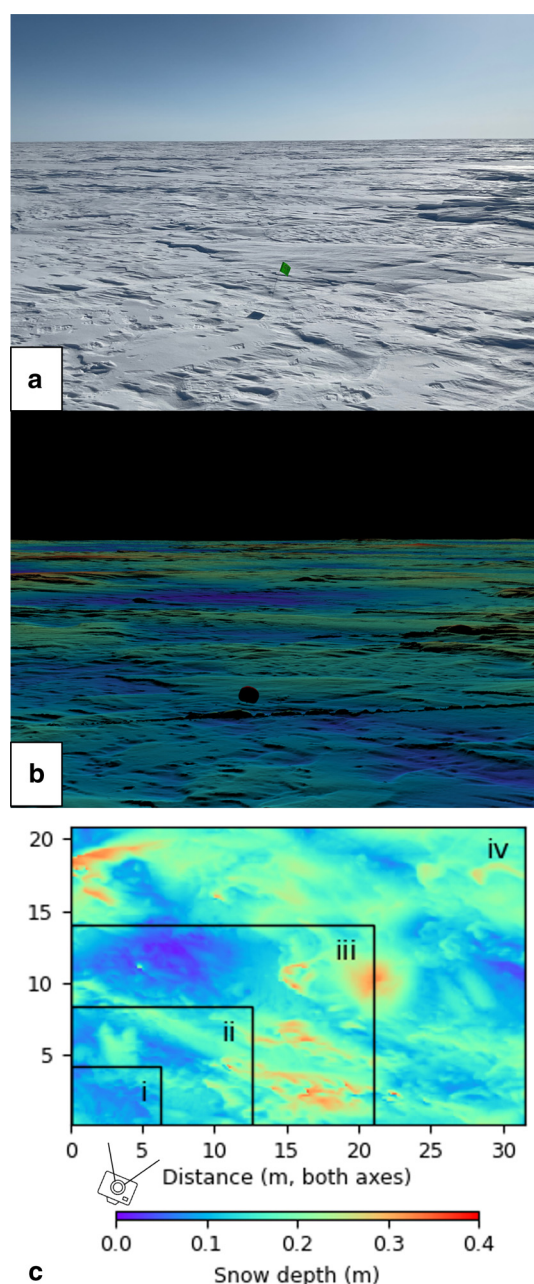 a
b
20
15
10
5
iv
iii
ii
i
0 5 10 15 20 25 30
Distance (m, both axes)
0.0 0.1 0.2 0.3 0.4
Snow depth (m)
c